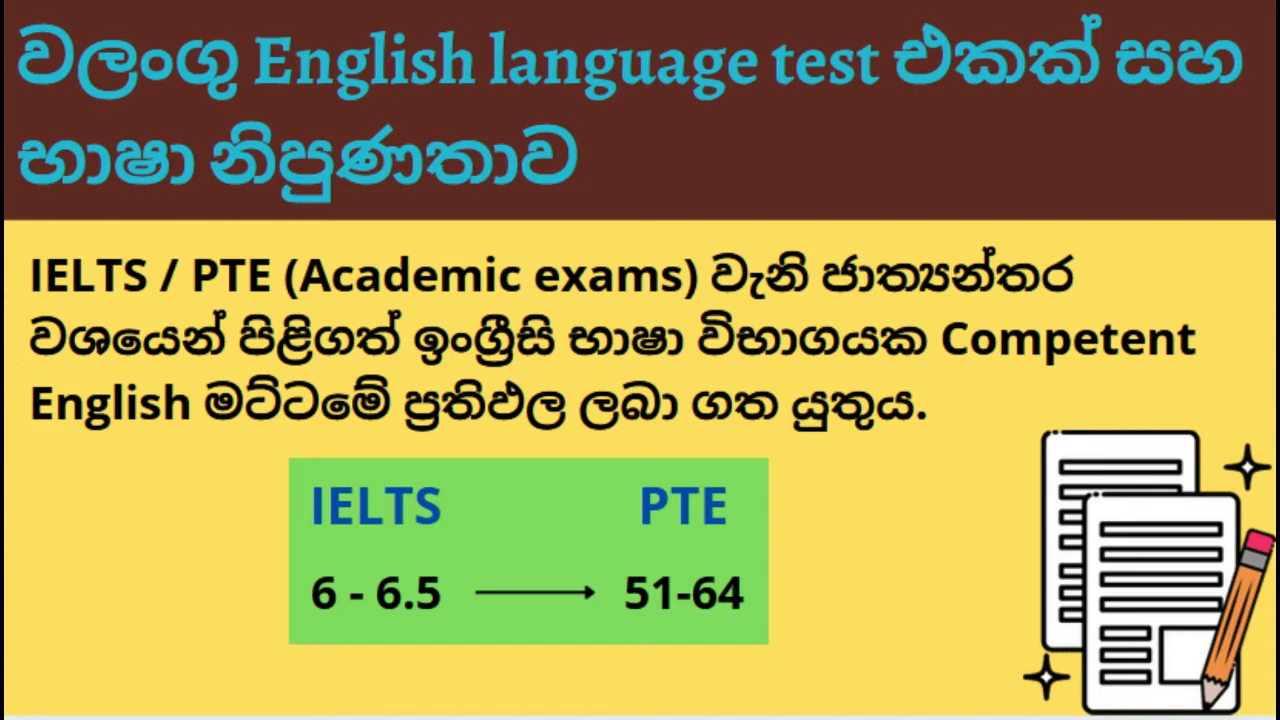 වලංගු English language test එකක් සහ
භාෂා නිපුණතාව
IELTS / PTE (Academic exams) වැනි ජාත්‍යන්තර
වශයෙන් පිළිගත් ඉංග්‍රීසි භාෂා විභාගයක Competent
English මට්ටමේ ප්‍රතිඵල ලබා ගත යුතුය.
IELTS PTE
6 - 6.5 → 51-64